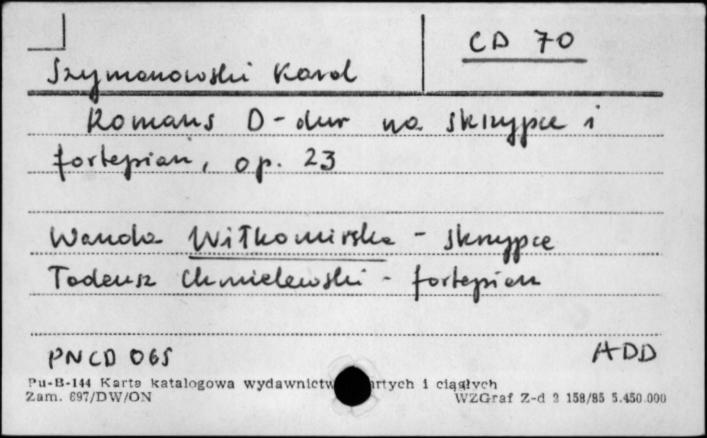 CD 70
Szymanowski Karol
Romans D-dur na skrzypce i
fortepian, op. 23
Wanda Wiłkomirska - skrzypce
Tadeusz Chmielewski - fortepian
PNCD 065 ADD
Pu-B-144 Karta katalogowa wydawnictw ciągłych
Zam. 697/DW/ON WZGraf Z-d 2 158/85 5.450.000